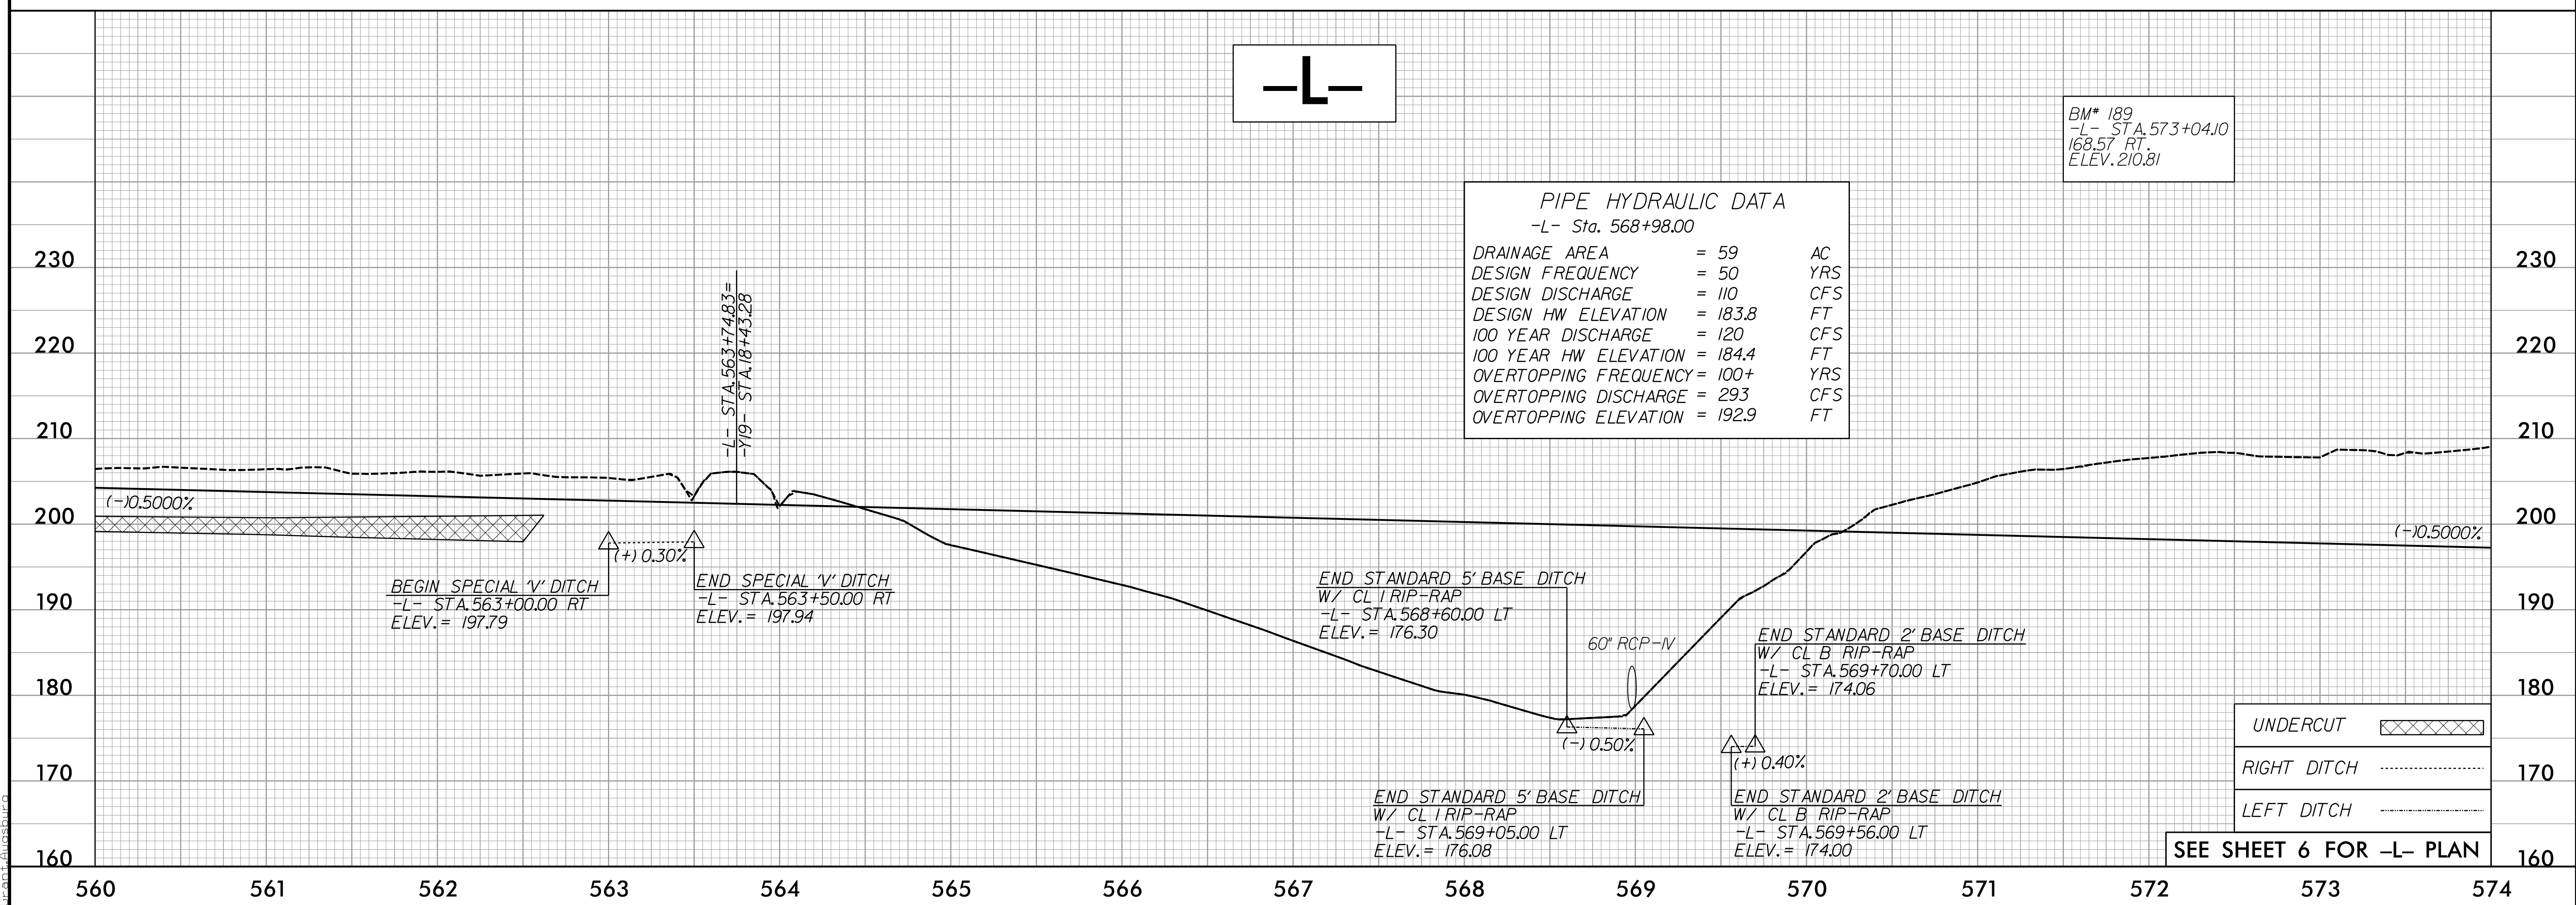 -L-
BM# 189
-L- STA. 573+04.10
168.57 RT.
ELEV. 210.81
PIPE HYDRAULIC DATA
-L- Sta. 568+98.00
DRAINAGE AREA = 59 AC
DESIGN FREQUENCY = 50 YRS
DESIGN DISCHARGE = 110 CFS
DESIGN HW ELEVATION = 183.8 FT
100 YEAR DISCHARGE = 120 CFS
100 YEAR HW ELEVATION = 184.4 FT
OVERTOPPING FREQUENCY = 100+ YRS
OVERTOPPING DISCHARGE = 293 CFS
OVERTOPPING ELEVATION = 192.9 FT
230
230
220
220
210
210
200
200
190
190
180
180
170
170
160
160
-L- STA. 563+74.83=
-Y19- STA. 18+43.28
(-)0.5000%
(-)0.5000%
(+) 0.30%
BEGIN SPECIAL 'V' DITCH
-L- STA. 563+00.00 RT
ELEV. = 197.79
END SPECIAL 'V' DITCH
-L- STA. 563+50.00 RT
ELEV. = 197.94
END STANDARD 5' BASE DITCH
W/ CL I RIP-RAP
-L- STA. 568+60.00 LT
ELEV. = 176.30
60" RCP-IV
END STANDARD 2' BASE DITCH
W/ CL B RIP-RAP
-L- STA. 569+70.00 LT
ELEV. = 174.06
(-) 0.50%
(+) 0.40%
END STANDARD 5' BASE DITCH
W/ CL I RIP-RAP
-L- STA. 569+05.00 LT
ELEV. = 176.08
END STANDARD 2' BASE DITCH
W/ CL B RIP-RAP
-L- STA. 569+56.00 LT
ELEV. = 174.00
UNDERCUT
RIGHT DITCH
LEFT DITCH
SEE SHEET 6 FOR -L- PLAN
560 561 562 563 564 565 566 567 568 569 570 571 572 573 574